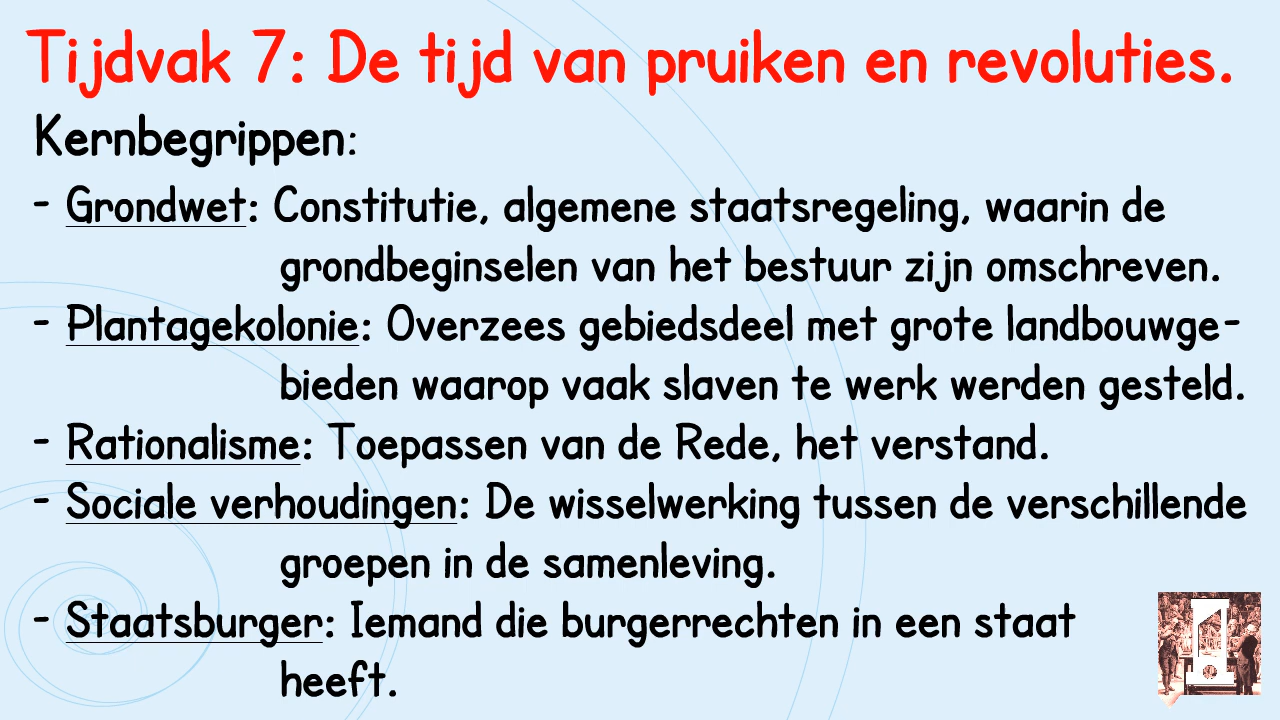 Tijdvak 7: De tijd van pruiken en revoluties.
Kernbegrippen:
- Grondwet: Constitutie, algemene staatsregeling, waarin de
grondbeginselen van het bestuur zijn omschreven.
- Plantagekolonie: Overzees gebiedsdeel met grote landbouwge-
bieden waarop vaak slaven te werk werden gesteld.
- Rationalisme: Toepassen van de Rede, het verstand.
- Sociale verhoudingen: De wisselwerking tussen de verschillende
groepen in de samenleving.
- Staatsburger: Iemand die burgerrechten in een staat
heeft.